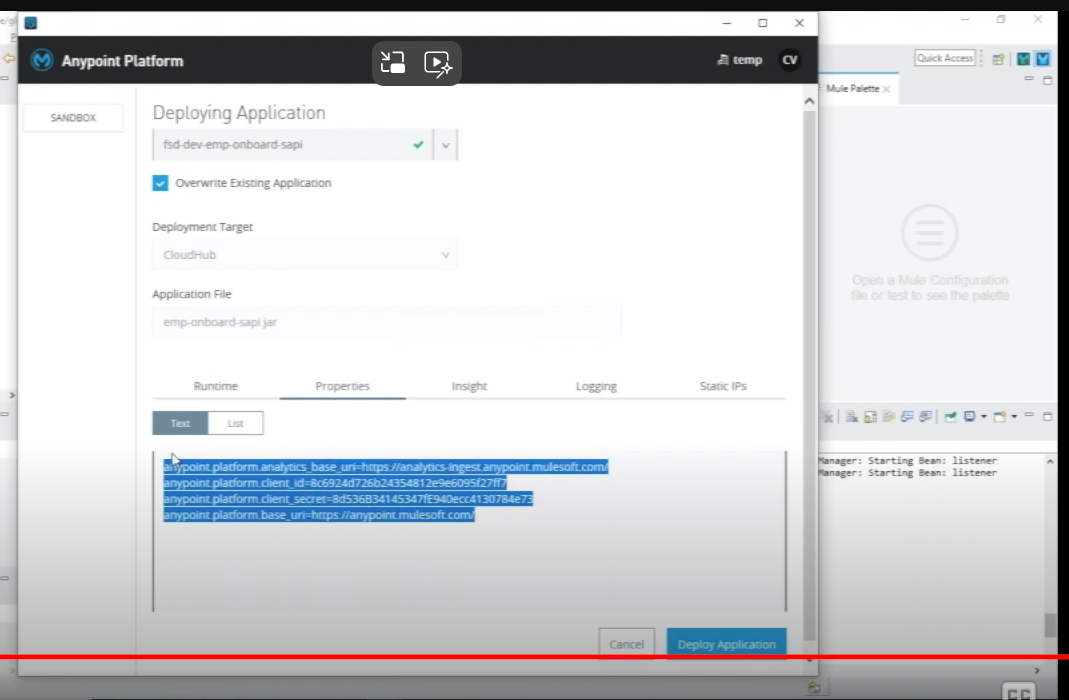 Anypoint Platform
temp
CV
Quick Access
SANDBOX
Mule Palette
Deploying Application
fsd-dev-emp-onboard-sapi
Overwrite Existing Application
Deployment Target
CloudHub
Open a Mule Configuration
file or test to see the palette
Application File
emp-onboard-sapi.jar
Runtime
Properties
Insight
Logging
Static IPs
Text
List
anypoint.platform.analytics_base_uri=https://analytics-ingest.anypoint.mulesoft.com/
anypoint.platform.client_id=8c6924d726b24354812e9e6095f27ff7
anypoint.platform.client_secret=8d536B34145347fE940ecc4130784e73
anypoint.platform.base_uri=https://anypoint.mulesoft.com/
Manager: Starting Bean: listener
Manager: Starting Bean: listener
Cancel
Deploy Application
CC